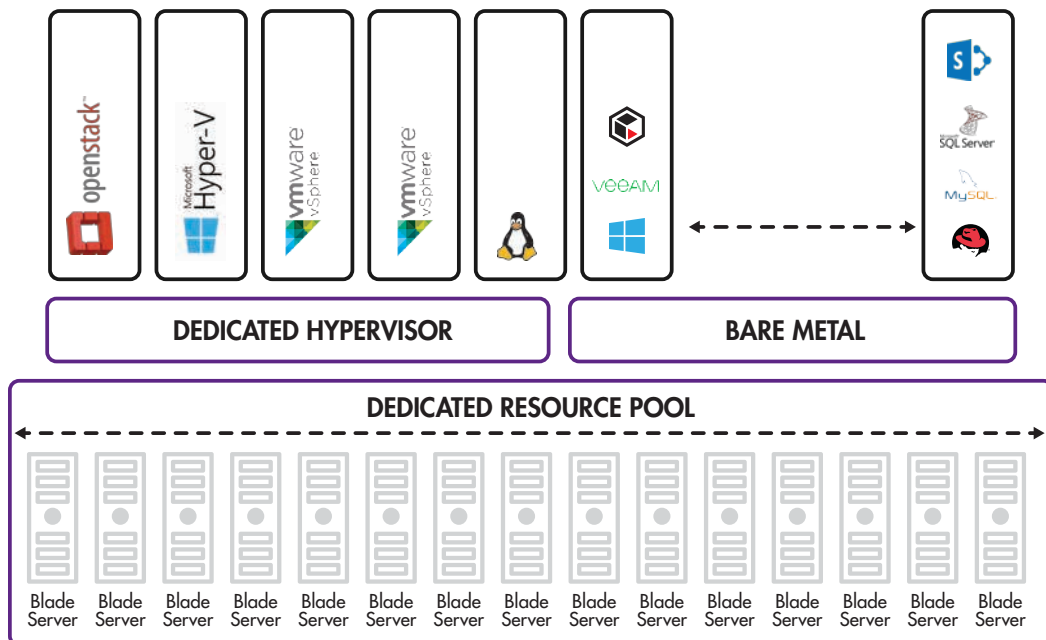 openstack™
Microsoft
Hyper-V
vmware
vSphere
vmware
vSphere
veeAM
S
Microsoft
SQL Server
MySQL
DEDICATED HYPERVISOR
BARE METAL
DEDICATED RESOURCE POOL
Blade Blade Blade Blade Blade Blade Blade Blade Blade Blade Blade Blade Blade Blade Blade
Server Server Server Server Server Server Server Server Server Server Server Server Server Server Server